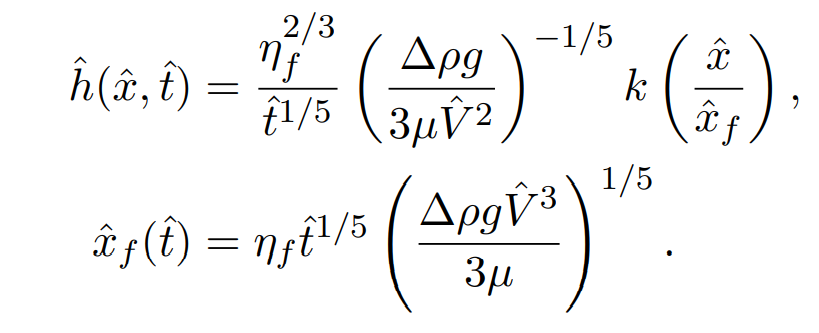 $\hat{h}(\hat{x}, \hat{t}) = \frac{\eta_f^{2/3}}{\hat{t}^{1/5}} \left( \frac{\Delta\rho g}{3\mu \hat{V}^2} \right)^{-1/5} k \left( \frac{\hat{x}}{\hat{x}_f} \right),$
$\hat{x}_f(\hat{t}) = \eta_f \hat{t}^{1/5} \left( \frac{\Delta\rho g \hat{V}^3}{3\mu} \right)^{1/5}.$